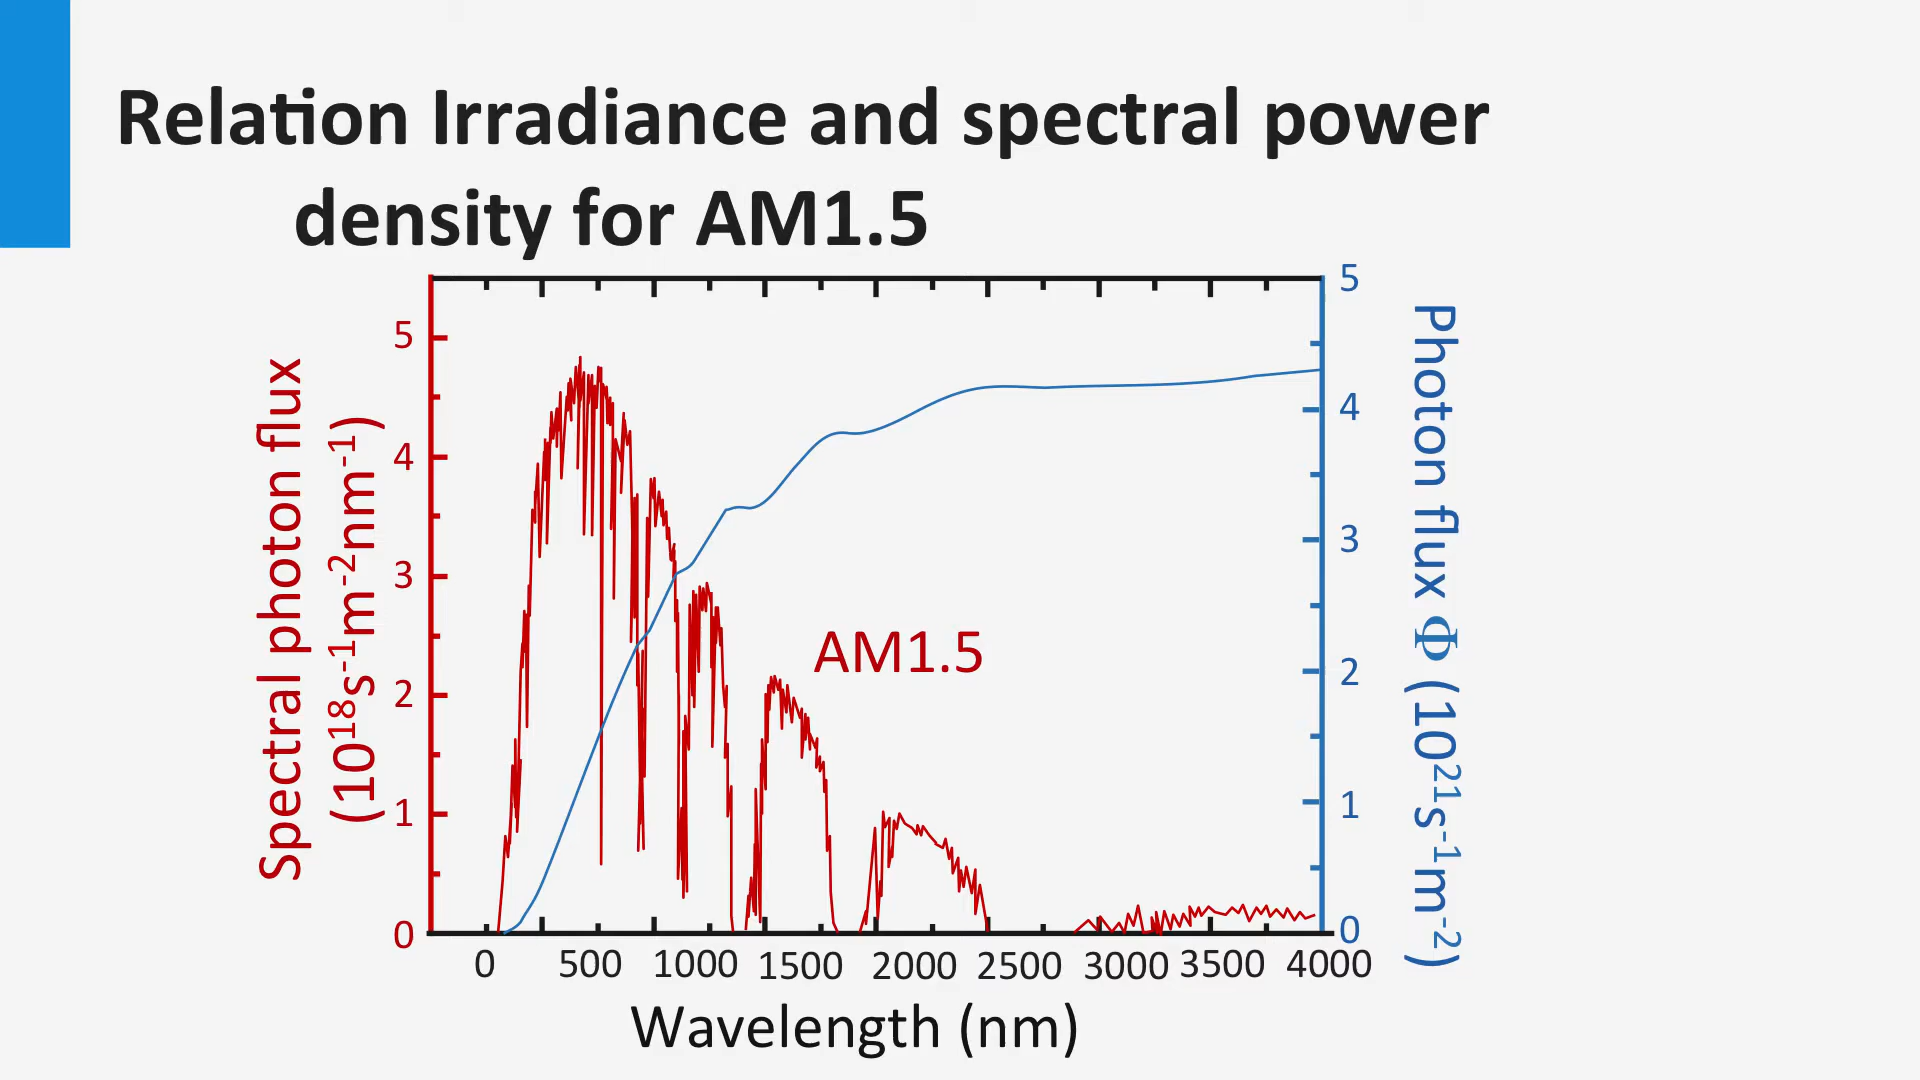 Relation Irradiance and spectral power
density for AM1.5
Spectral photon flux
(10¹⁸s⁻¹m⁻²nm⁻¹)
5
4
3
2
1
0
AM1.5
5
4
3
2
1
0
Photon flux Φ (10²¹s⁻¹m⁻²)
0 500 1000 1500 2000 2500 3000 3500 4000
Wavelength (nm)